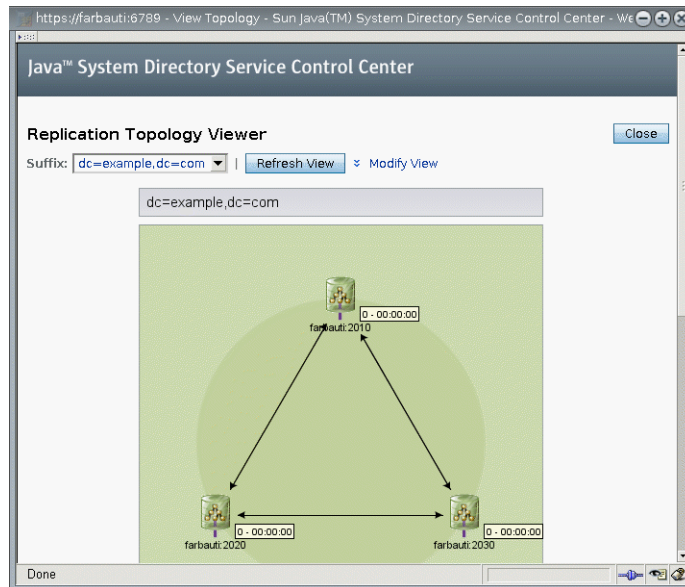 https://farbauti:6789 - View Topology - Sun Java(TM) System Directory Service Control Center - We
Java™ System Directory Service Control Center
Replication Topology Viewer
Close
Suffix: dc=example,dc=com | Refresh View Modify View
dc=example,dc=com
0 - 00:00:00
farbauti:2010
0 - 00:00:00
farbauti:2020
0 - 00:00:00
farbauti:2030
Done